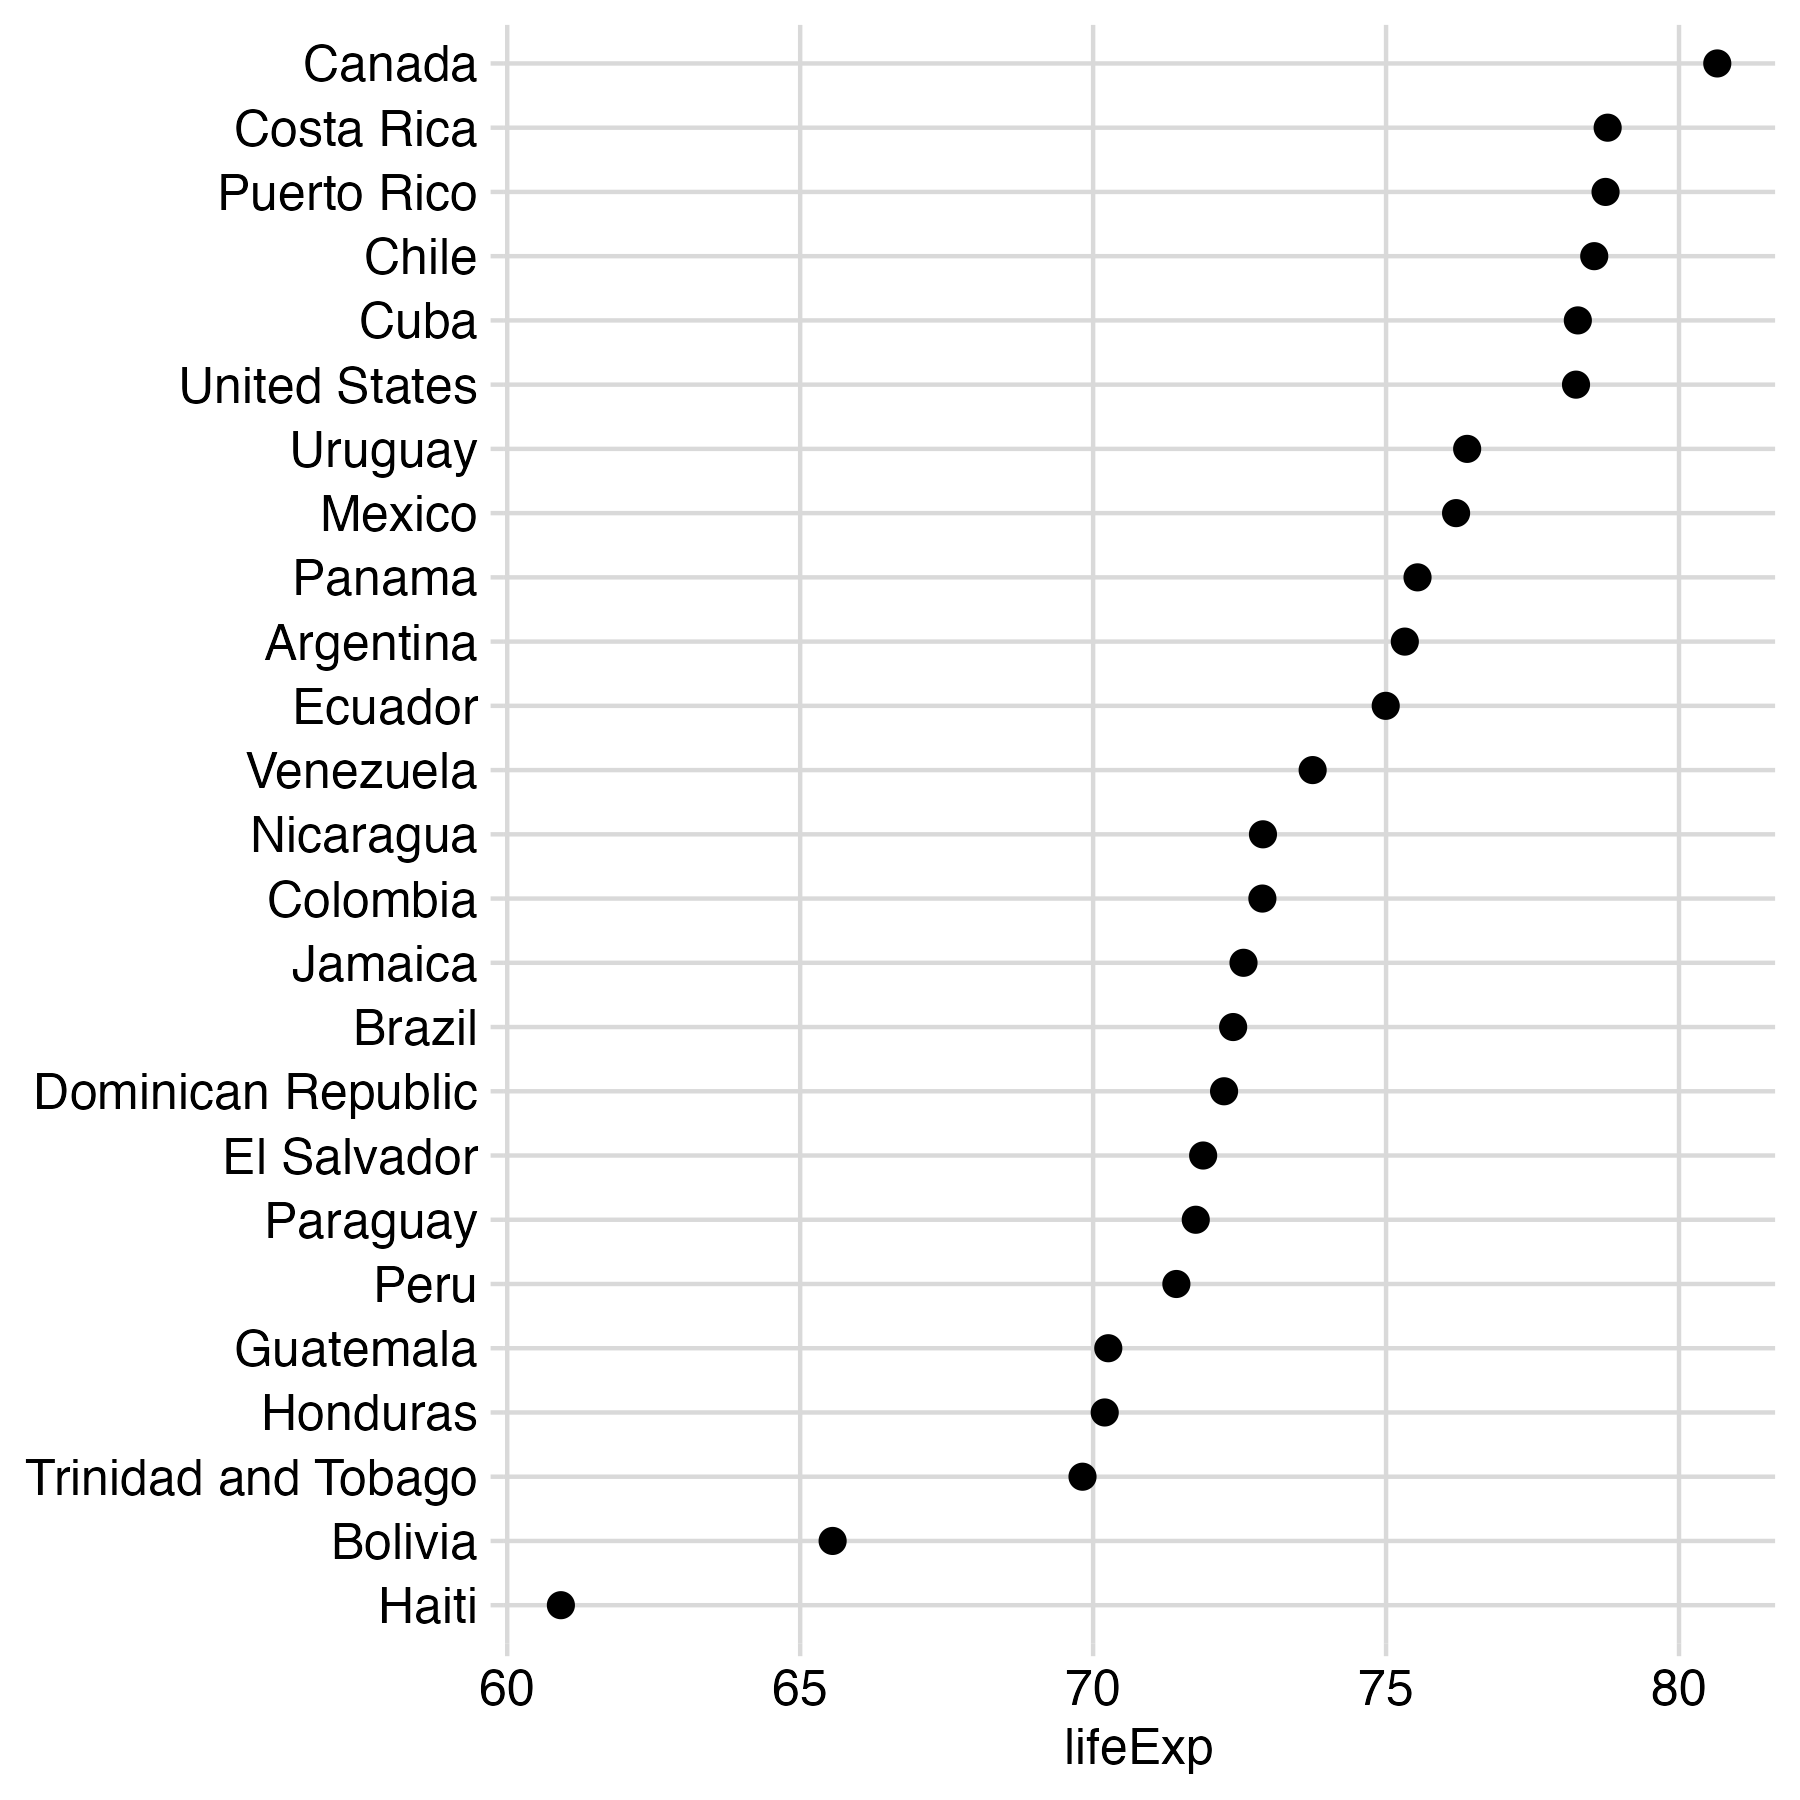 Canada
Costa Rica
Puerto Rico
Chile
Cuba
United States
Uruguay
Mexico
Panama
Argentina
Ecuador
Venezuela
Nicaragua
Colombia
Jamaica
Brazil
Dominican Republic
El Salvador
Paraguay
Peru
Guatemala
Honduras
Trinidad and Tobago
Bolivia
Haiti
60 65 70 75 80
lifeExp